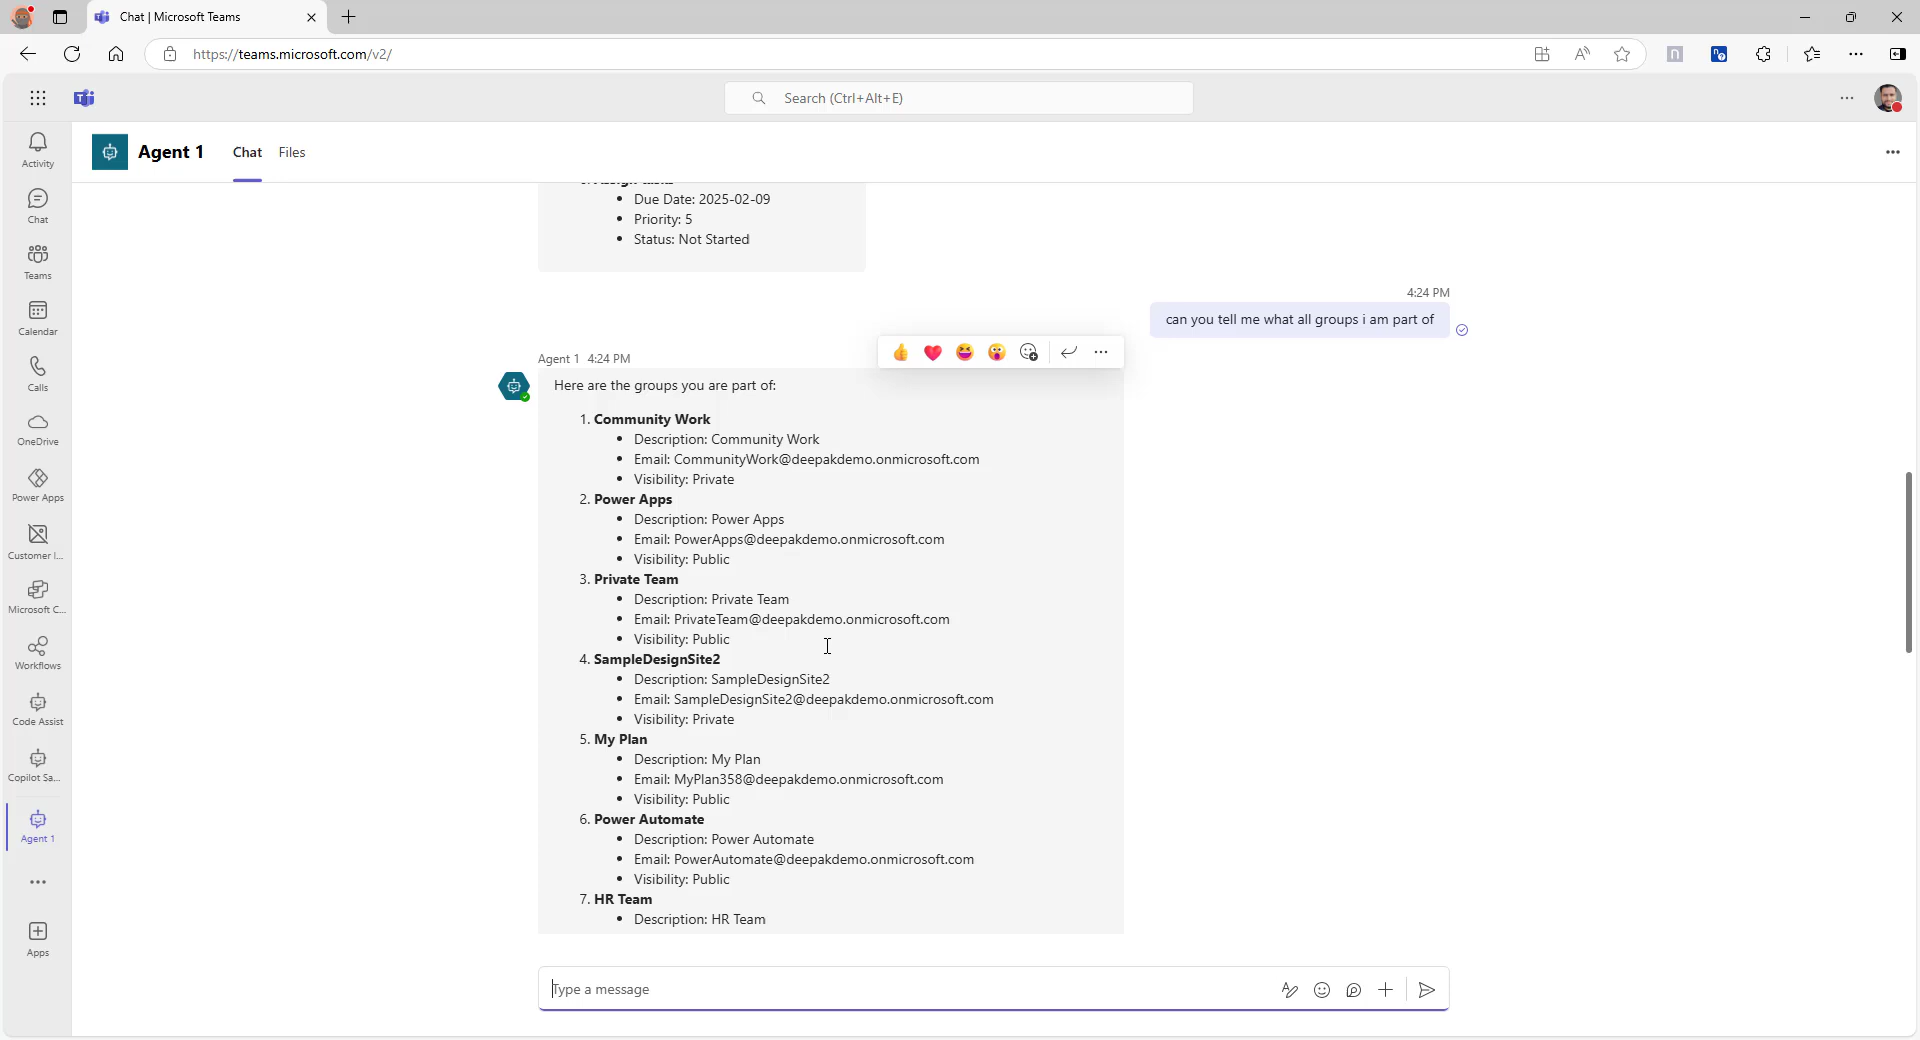 Chat | Microsoft Teams
https://teams.microsoft.com/v2/
Search (Ctrl+Alt+E)
Activity
Chat
Teams
Calendar
Calls
OneDrive
Power Apps
Customer I...
Microsoft C...
Workflows
Code Assist
Copilot Sa...
Agent 1
Apps
Agent 1
Chat
Files
Due Date: 2025-02-09
Priority: 5
Status: Not Started
4:24 PM
can you tell me what all groups i am part of
Agent 1 4:24 PM
Here are the groups you are part of:
1. Community Work
Description: Community Work
Email: CommunityWork@deepakdemo.onmicrosoft.com
Visibility: Private
2. Power Apps
Description: Power Apps
Email: PowerApps@deepakdemo.onmicrosoft.com
Visibility: Public
3. Private Team
Description: Private Team
Email: PrivateTeam@deepakdemo.onmicrosoft.com
Visibility: Public
4. SampleDesignSite2
Description: SampleDesignSite2
Email: SampleDesignSite2@deepakdemo.onmicrosoft.com
Visibility: Private
5. My Plan
Description: My Plan
Email: MyPlan358@deepakdemo.onmicrosoft.com
Visibility: Public
6. Power Automate
Description: Power Automate
Email: PowerAutomate@deepakdemo.onmicrosoft.com
Visibility: Public
7. HR Team
Description: HR Team
Type a message